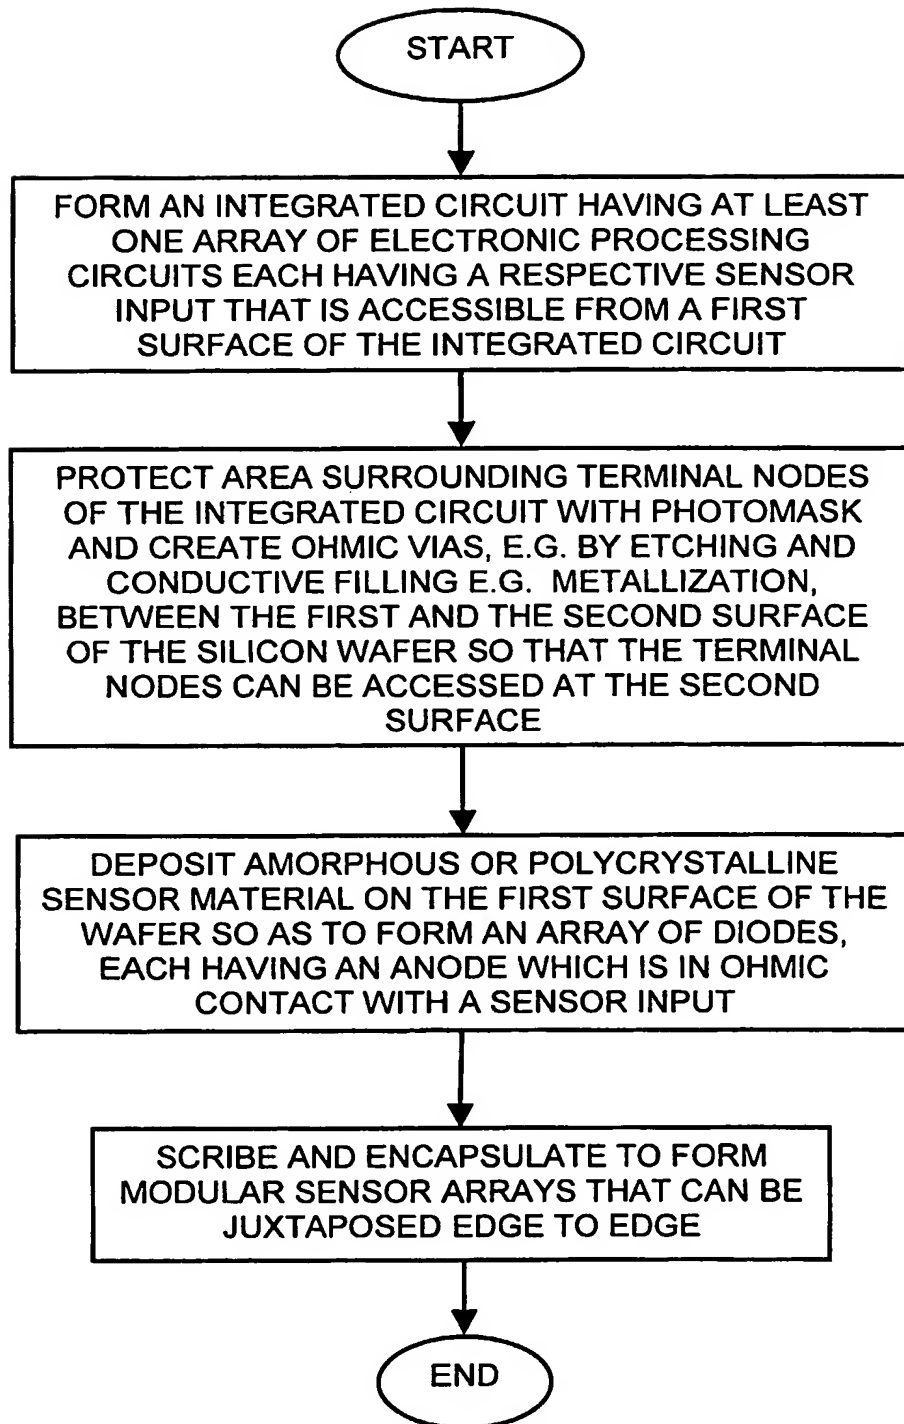 START
FORM AN INTEGRATED CIRCUIT HAVING AT LEAST
ONE ARRAY OF ELECTRONIC PROCESSING
CIRCUITS EACH HAVING A RESPECTIVE SENSOR
INPUT THAT IS ACCESSIBLE FROM A FIRST
SURFACE OF THE INTEGRATED CIRCUIT
PROTECT AREA SURROUNDING TERMINAL NODES
OF THE INTEGRATED CIRCUIT WITH PHOTOMASK
AND CREATE OHMIC VIAS, E.G. BY ETCHING AND
CONDUCTIVE FILLING E.G. METALLIZATION,
BETWEEN THE FIRST AND THE SECOND SURFACE
OF THE SILICON WAFER SO THAT THE TERMINAL
NODES CAN BE ACCESSED AT THE SECOND
SURFACE
DEPOSIT AMORPHOUS OR POLYCRYSTALLINE
SENSOR MATERIAL ON THE FIRST SURFACE OF THE
WAFER SO AS TO FORM AN ARRAY OF DIODES,
EACH HAVING AN ANODE WHICH IS IN OHMIC
CONTACT WITH A SENSOR INPUT
SCRIBE AND ENCAPSULATE TO FORM
MODULAR SENSOR ARRAYS THAT CAN BE
JUXTAPOSED EDGE TO EDGE
END